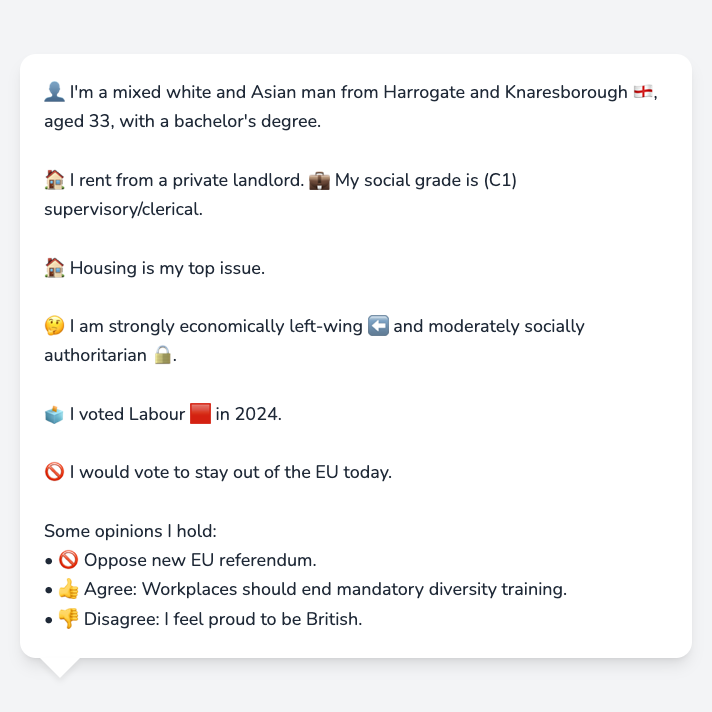 👤 I'm a mixed white and Asian man from Harrogate and Knaresborough 🏴󠁧󠁢󠁥󠁮󠁧󠁿,
aged 33, with a bachelor's degree.
🏠 I rent from a private landlord. 💼 My social grade is (C1)
supervisory/clerical.
🏠 Housing is my top issue.
🤔 I am strongly economically left-wing ⬅️ and moderately socially
authoritarian 🔒.
🗳️ I voted Labour 🟥 in 2024.
🚫 I would vote to stay out of the EU today.
Some opinions I hold:
• 🚫 Oppose new EU referendum.
• 👍 Agree: Workplaces should end mandatory diversity training.
• 👎 Disagree: I feel proud to be British.